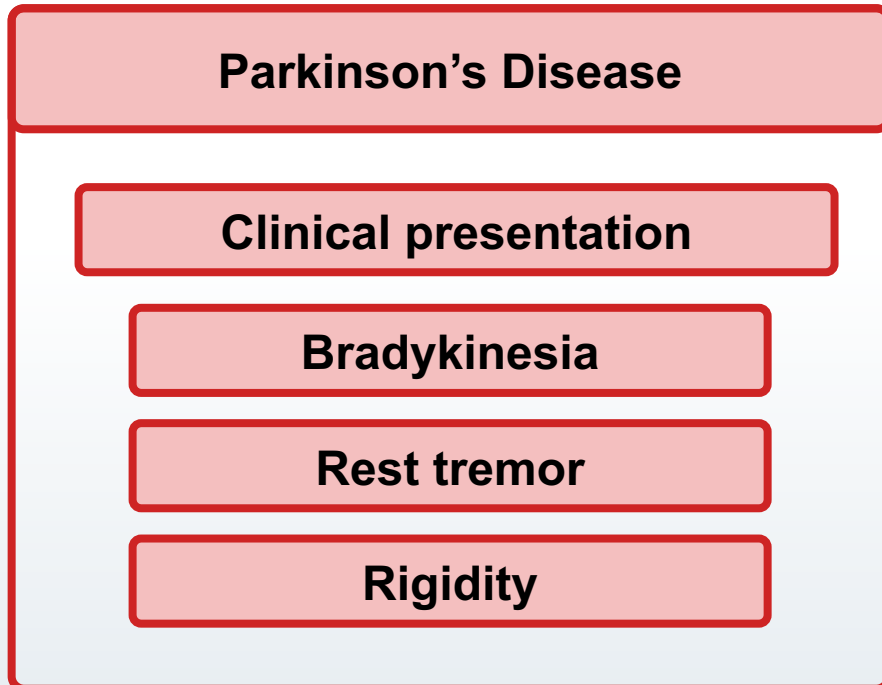 Parkinson’s Disease
Clinical presentation
Bradykinesia
Rest tremor
Rigidity